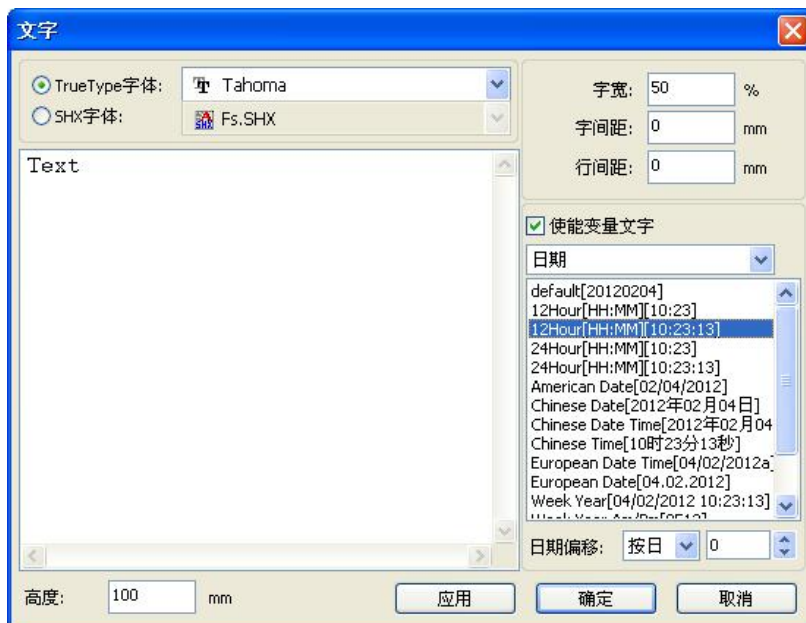 文字
TrueType字体:
Tahoma
SHX字体:
Fs.SHX
Text
高度:
100
mm
字宽:
50
%
字间距:
0
mm
行间距:
0
mm
使能变量文字
日期
default[20120204]
12Hour[HH:MM][10:23]
12Hour[HH:MM][10:23:13]
24Hour[HH:MM][10:23]
24Hour[HH:MM][10:23:13]
American Date[02/04/2012]
Chinese Date[2012年02月04日]
Chinese Date Time[2012年02月04
Chinese Time[10时23分13秒]
European Date Time[04/02/2012a]
European Date[04.02.2012]
Week Year[04/02/2012 10:23:13]
日期偏移:
按日
0
应用
确定
取消